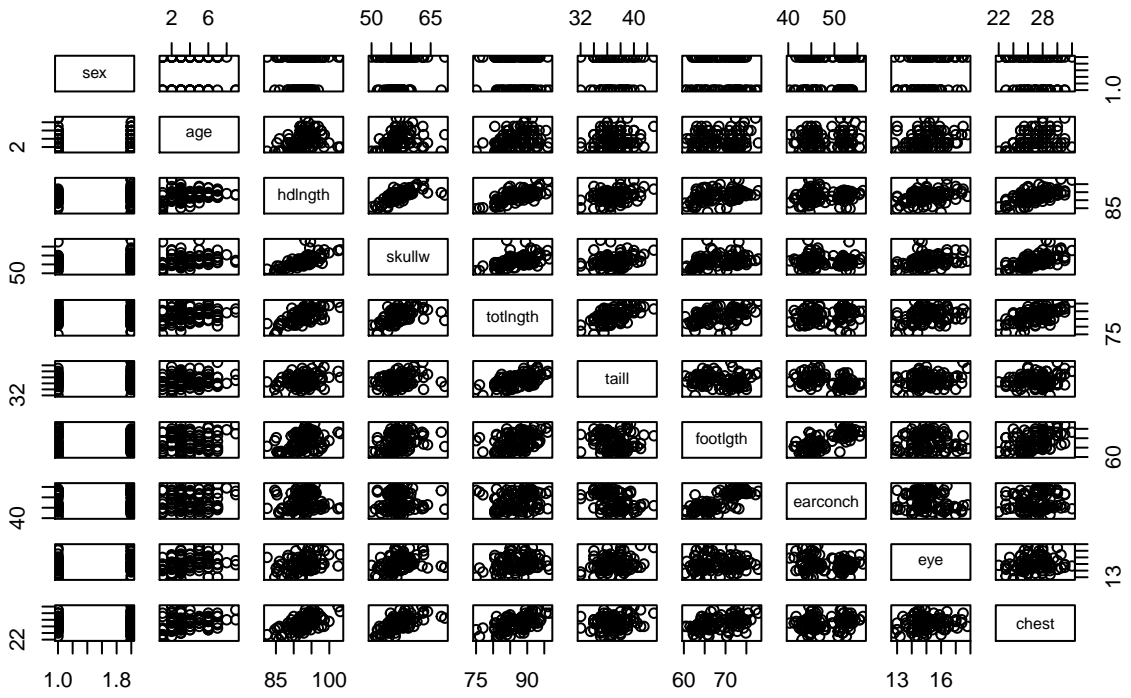 2 6 50 65 32 40 40 50 22 28
sex 1.0
2 age
hdlngth 85
50 skullw
totlngth 75
32 taill
footlgth 60
40 earconch
eye 13
22 chest
1.0 1.8 85 100 75 90 60 70 13 16